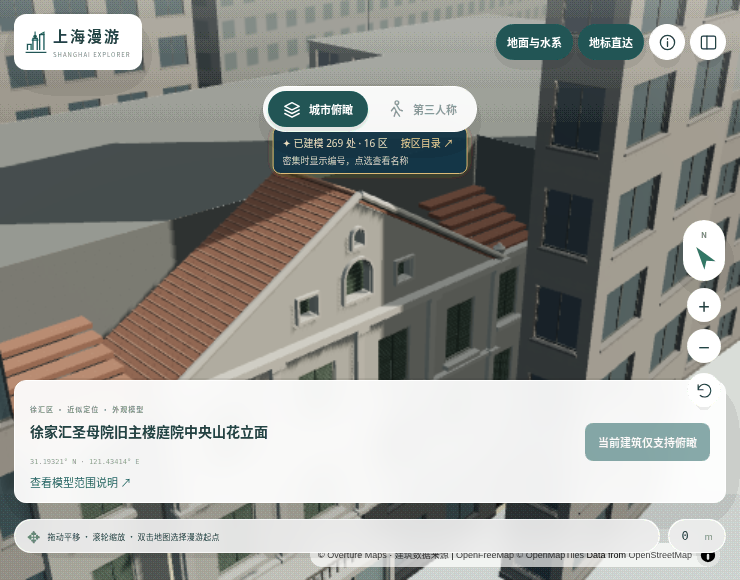 上海漫游
SHANGHAI EXPLORER
地面与水系
地标直达
城市俯瞰
第三人称
✦ 已建模 269 处 · 16 区 按区目录 ↗
密集时显示编号，点选查看名称
N
+
−
徐汇区 · 近似定位 · 外观模型
徐家汇圣母院旧主楼庭院中央山花立面
31.19321° N · 121.43414° E
查看模型范围说明 ↗
当前建筑仅支持俯瞰
拖动平移 · 滚轮缩放 · 双击地图选择漫游起点
0 m
© Overture Maps · 建筑数据来源 | OpenFreeMap © OpenMapTiles Data from OpenStreetMap